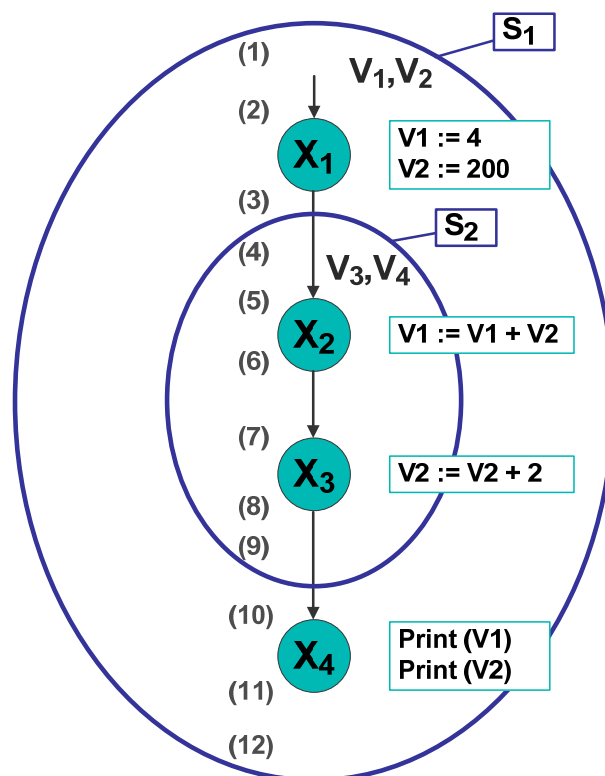 S1
(1)
V1,V2
(2)
X1
V1 := 4
V2 := 200
(3)
S2
(4)
V3,V4
(5)
X2
V1 := V1 + V2
(6)
(7)
X3
V2 := V2 + 2
(8)
(9)
(10)
X4
Print (V1)
Print (V2)
(11)
(12)